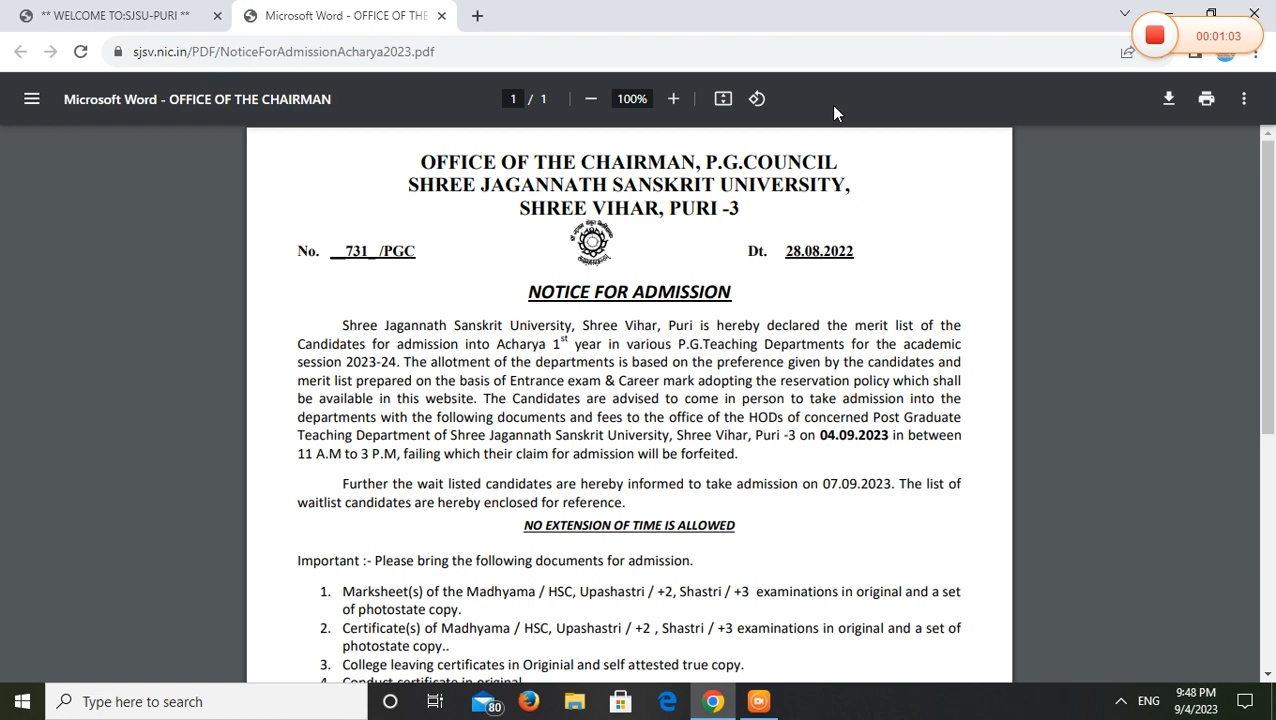 ** WELCOME TO:SJSU-PURI **
Microsoft Word - OFFICE OF THE
00:01:03
sjsv.nic.in/PDF/NoticeForAdmissionAcharya2023.pdf
Microsoft Word - OFFICE OF THE CHAIRMAN
1 / 1
100%
OFFICE OF THE CHAIRMAN, P.G.COUNCIL
SHREE JAGANNATH SANSKRIT UNIVERSITY,
SHREE VIHAR, PURI -3
No. __731_ /PGC
Dt. 28.08.2022
NOTICE FOR ADMISSION
Shree Jagannath Sanskrit University, Shree Vihar, Puri is hereby declared the merit list of the
Candidates for admission into Acharya 1st year in various P.G.Teaching Departments for the academic
session 2023-24. The allotment of the departments is based on the preference given by the candidates and
merit list prepared on the basis of Entrance exam & Career mark adopting the reservation policy which shall
be available in this website. The Candidates are advised to come in person to take admission into the
departments with the following documents and fees to the office of the HODs of concerned Post Graduate
Teaching Department of Shree Jagannath Sanskrit University, Shree Vihar, Puri -3 on 04.09.2023 in between
11 A.M to 3 P.M, failing which their claim for admission will be forfeited.
Further the wait listed candidates are hereby informed to take admission on 07.09.2023. The list of
waitlist candidates are hereby enclosed for reference.
NO EXTENSION OF TIME IS ALLOWED
Important :- Please bring the following documents for admission.
1. Marksheet(s) of the Madhyama / HSC, Upashastri / +2, Shastri / +3 examinations in original and a set
of photostate copy.
2. Certificate(s) of Madhyama / HSC, Upashastri / +2 , Shastri / +3 examinations in original and a set of
photostate copy..
3. College leaving certificates in Originial and self attested true copy.
4. Conduct certificate in original
Type here to search
80
ENG
9:48 PM
9/4/2023